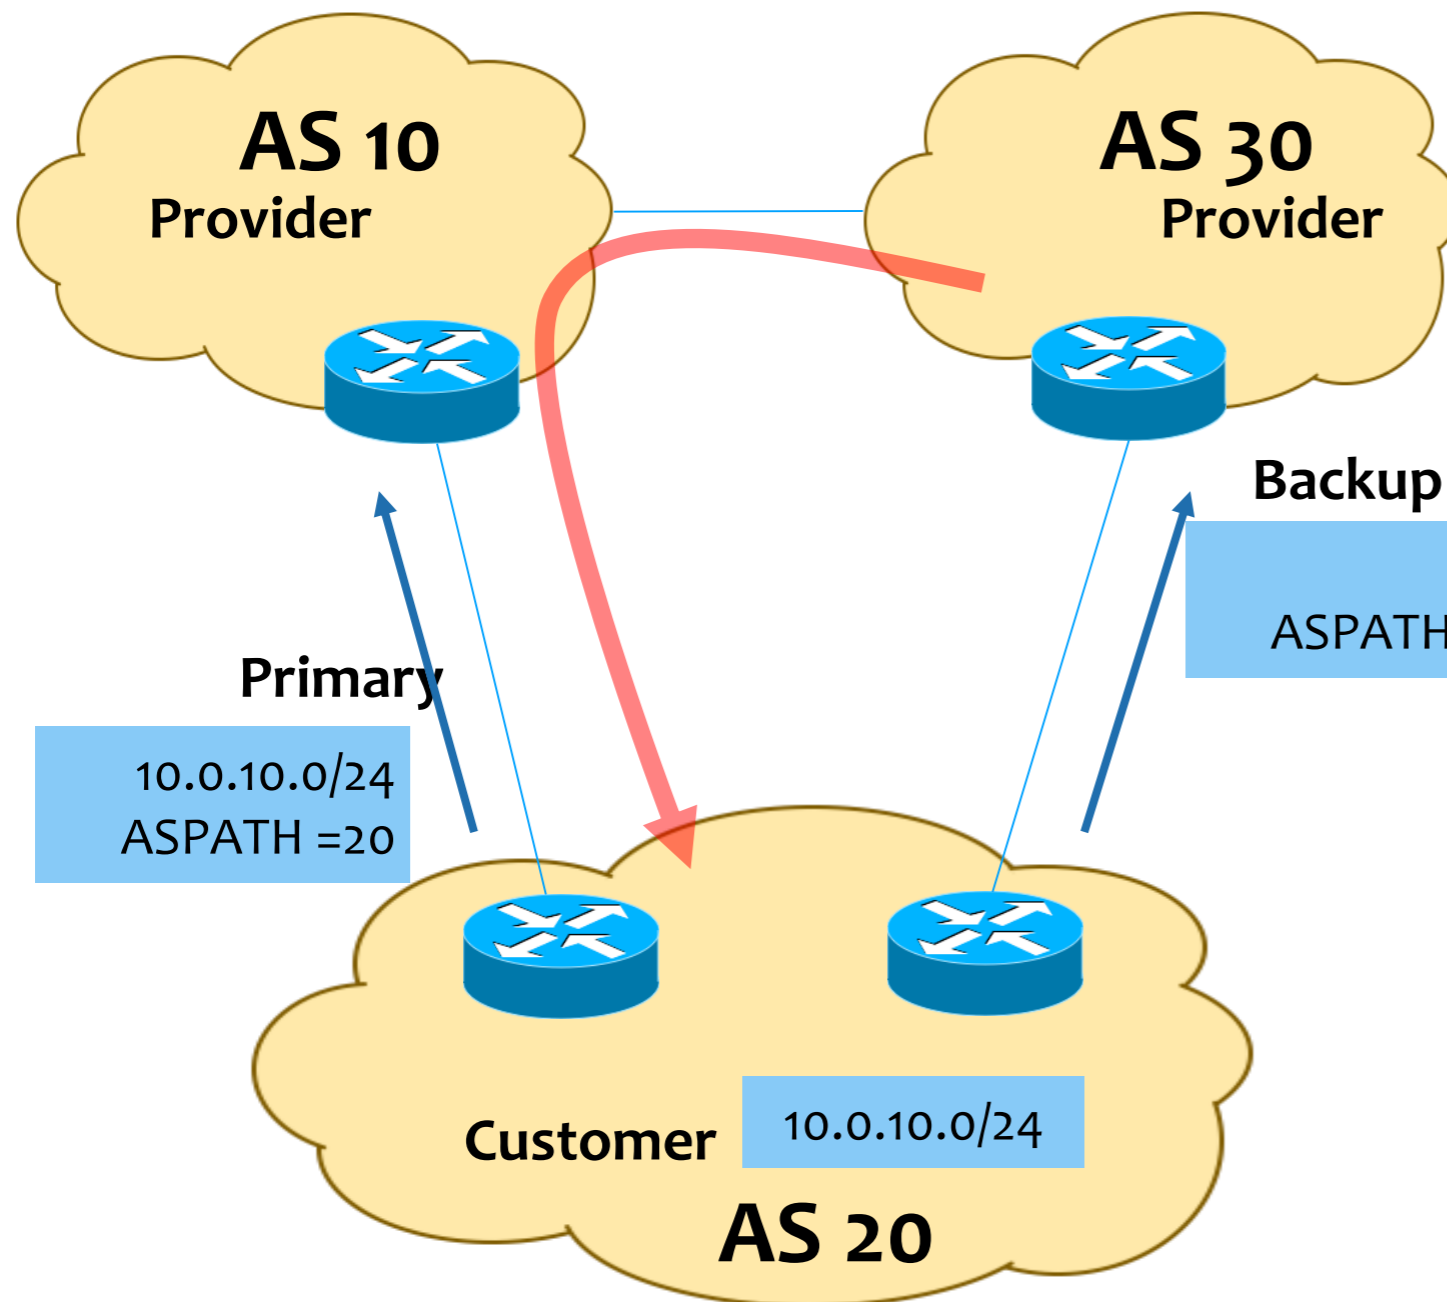 AS 10
Provider
AS 30
Provider
Backup
ASPATH
Primary
10.0.10.0/24
ASPATH =20
Customer
10.0.10.0/24
AS 20